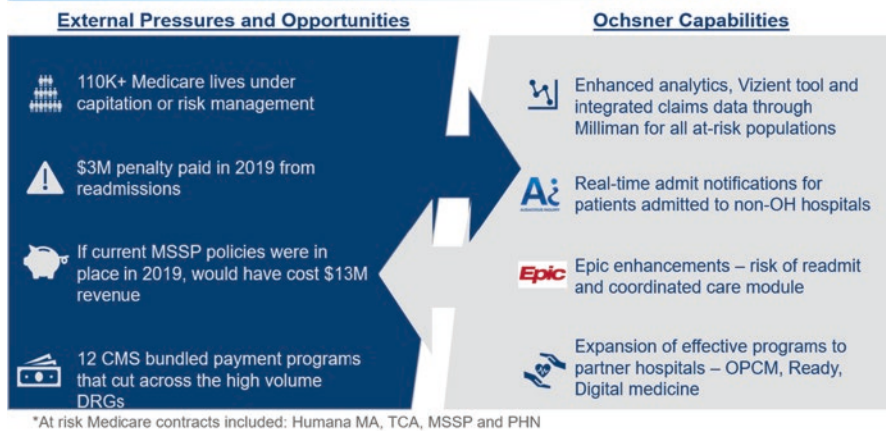 External Pressures and Opportunities
110K+ Medicare lives under
capitation or risk management
$3M penalty paid in 2019 from
readmissions
If current MSSP policies were in
place in 2019, would have cost $13M
revenue
12 CMS bundled payment programs
that cut across the high volume
DRGs
Ochsner Capabilities
Enhanced analytics, Vizient tool and
integrated claims data through
Milliman for all at-risk populations
Real-time admit notifications for
patients admitted to non-OH hospitals
Epic
Epic enhancements – risk of readmit
and coordinated care module
Expansion of effective programs to
partner hospitals – OPCM, Ready,
Digital medicine
*At risk Medicare contracts included: Humana MA, TCA, MSSP and PHN